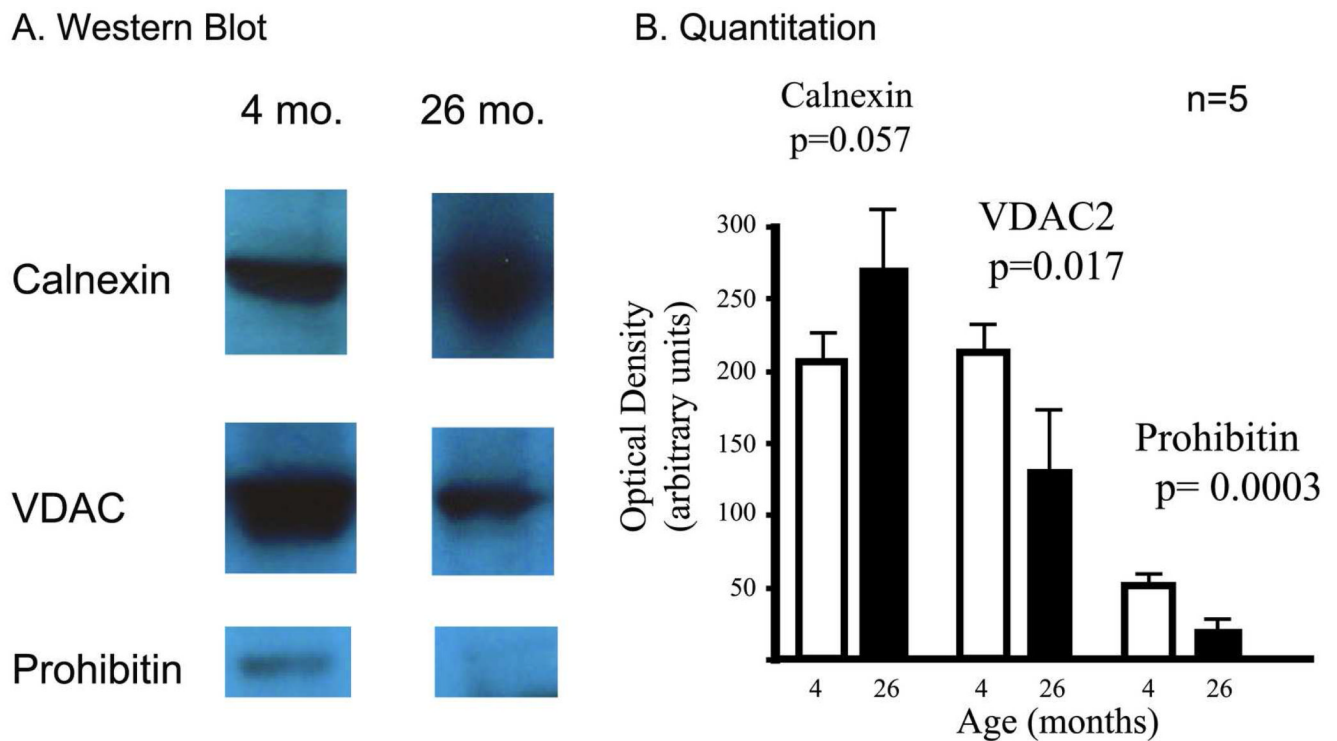 A. Western Blot
4 mo.
26 mo.
Calnexin
VDAC
Prohibitin
B. Quantitation
Calnexin
p=0.057
n=5
VDAC2
p=0.017
Prohibitin
p= 0.0003
Optical Density
(arbitrary units)
300
250
200
150
100
50
4
26
4
26
4
26
Age (months)